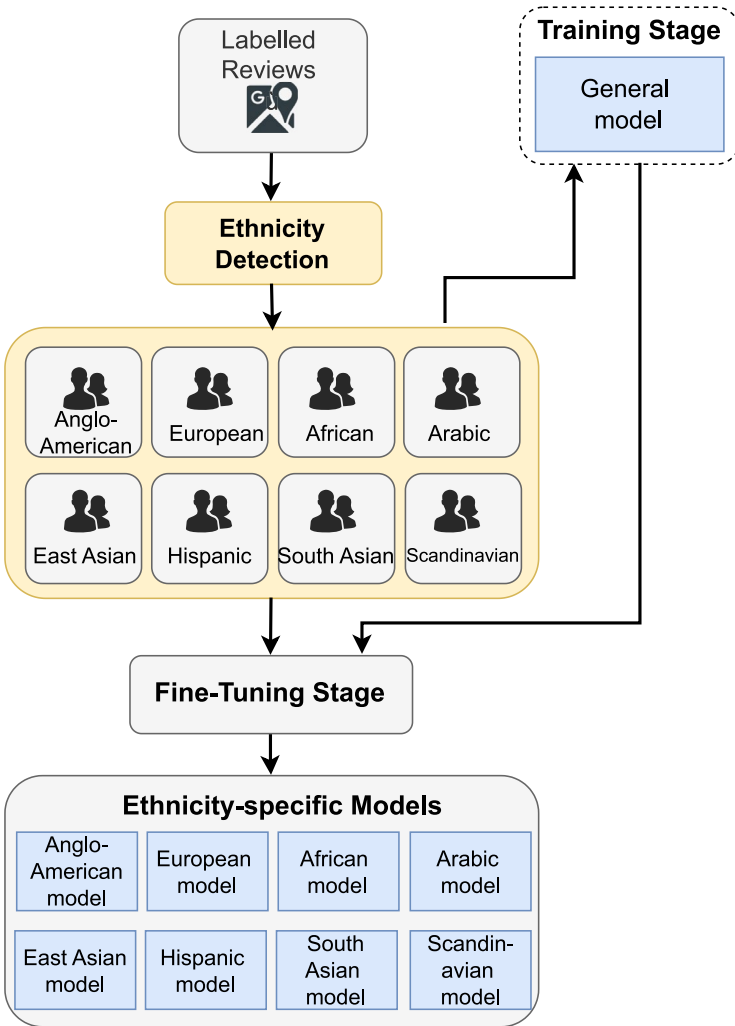 Labelled
Reviews
G
Training Stage
General
model
Ethnicity
Detection
Anglo-
American
European
African
Arabic
East Asian
Hispanic
South Asian
Scandinavian
Fine-Tuning Stage
Ethnicity-specific Models
Anglo-
American
model
European
model
African
model
Arabic
model
East Asian
model
Hispanic
model
South
Asian
model
Scandin-
avian
model